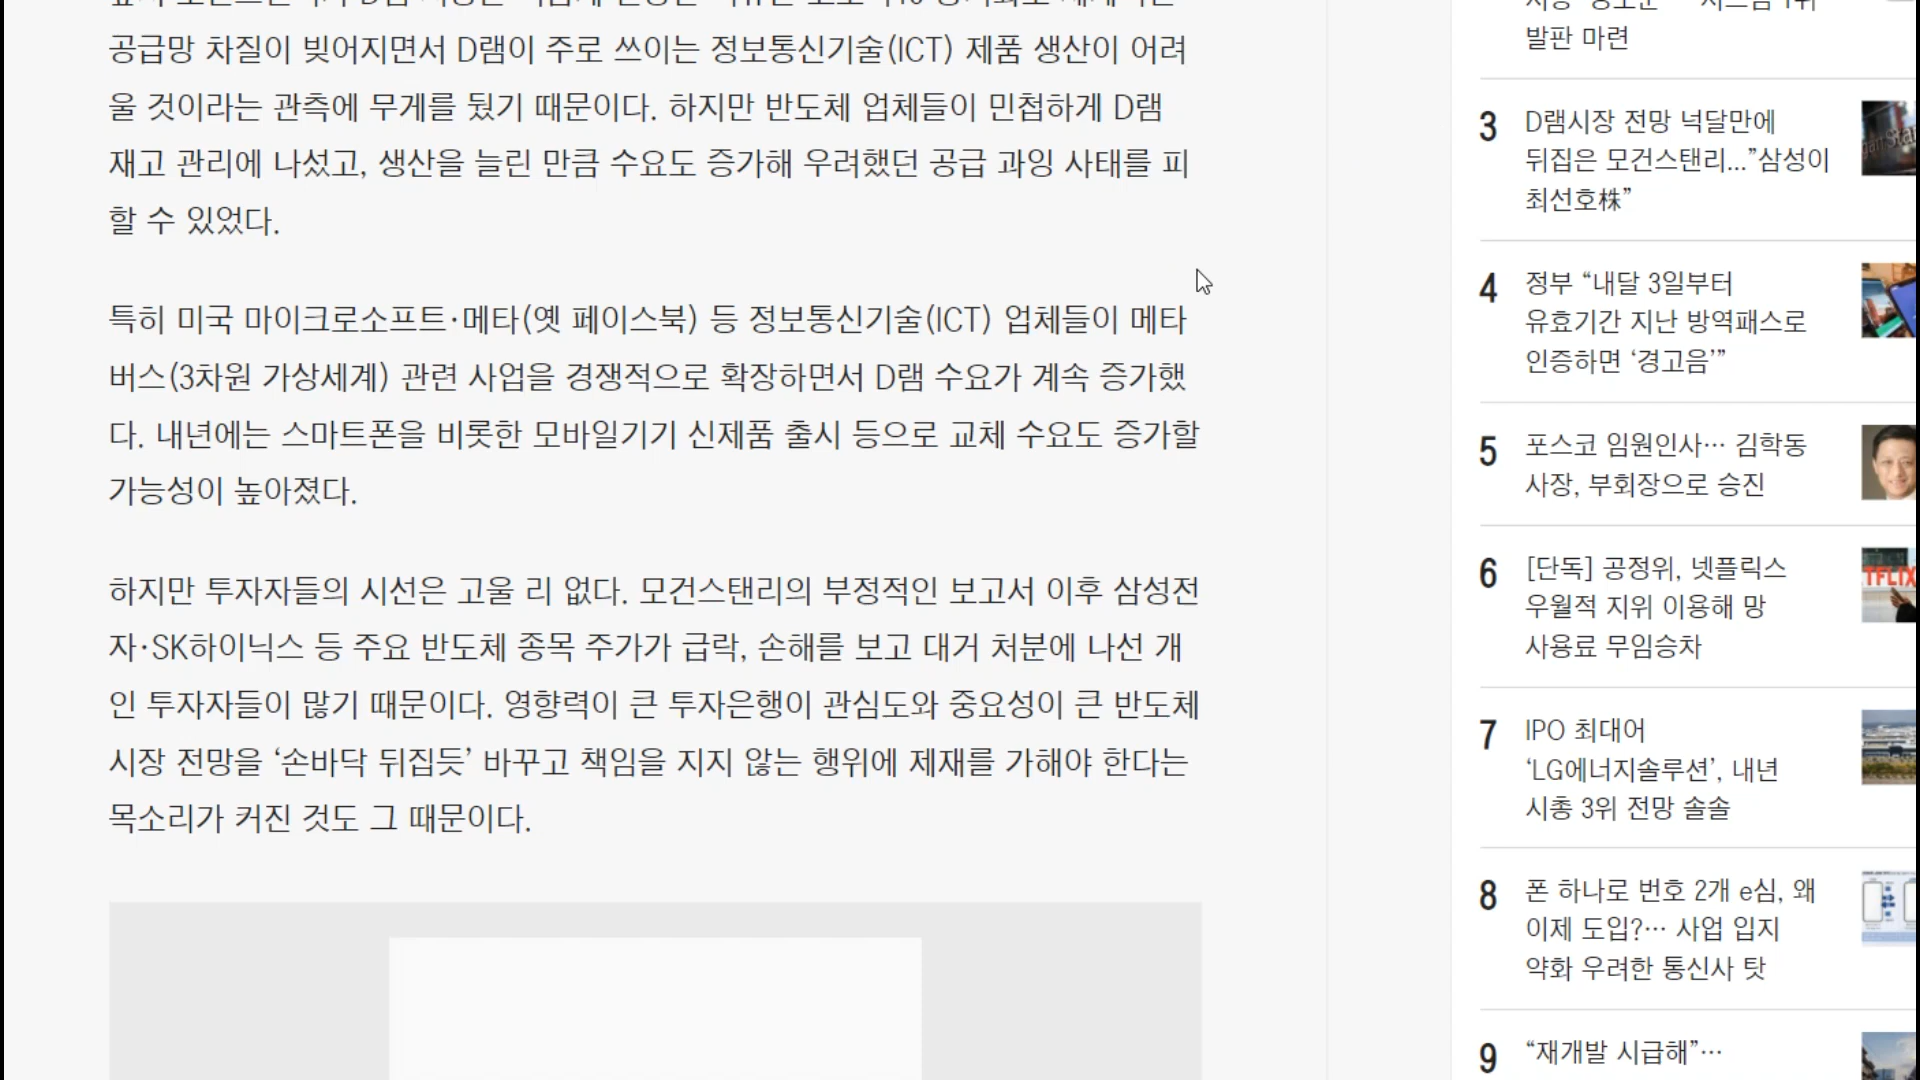 공급망 차질이 빚어지면서 D램이 주로 쓰이는 정보통신기술(ICT) 제품 생산이 어려
울 것이라는 관측에 무게를 뒀기 때문이다. 하지만 반도체 업체들이 민첩하게 D램
재고 관리에 나섰고, 생산을 늘린 만큼 수요도 증가해 우려했던 공급 과잉 사태를 피
할 수 있었다.
특히 미국 마이크로소프트·메타(옛 페이스북) 등 정보통신기술(ICT) 업체들이 메타
버스(3차원 가상세계) 관련 사업을 경쟁적으로 확장하면서 D램 수요가 계속 증가했
다. 내년에는 스마트폰을 비롯한 모바일기기 신제품 출시 등으로 교체 수요도 증가할
가능성이 높아졌다.
하지만 투자자들의 시선은 고울 리 없다. 모건스탠리의 부정적인 보고서 이후 삼성전
자·SK하이닉스 등 주요 반도체 종목 주가가 급락, 손해를 보고 대거 처분에 나선 개
인 투자자들이 많기 때문이다. 영향력이 큰 투자은행이 관심도와 중요성이 큰 반도체
시장 전망을 ‘손바닥 뒤집듯’ 바꾸고 책임을 지지 않는 행위에 제재를 가해야 한다는
목소리가 커진 것도 그 때문이다.
발판 마련
3 D램시장 전망 넉달만에
뒤집은 모건스탠리...”삼성이
최선호株”
4 정부 “내달 3일부터
유효기간 지난 방역패스로
인증하면 ‘경고음’”
5 포스코 임원인사… 김학동
사장, 부회장으로 승진
6 [단독] 공정위, 넷플릭스
우월적 지위 이용해 망
사용료 무임승차
TFLIX
7 IPO 최대어
‘LG에너지솔루션’, 내년
시총 3위 전망 솔솔
8 폰 하나로 번호 2개 e심, 왜
이제 도입?… 사업 입지
약화 우려한 통신사 탓
9 “재개발 시급해”…